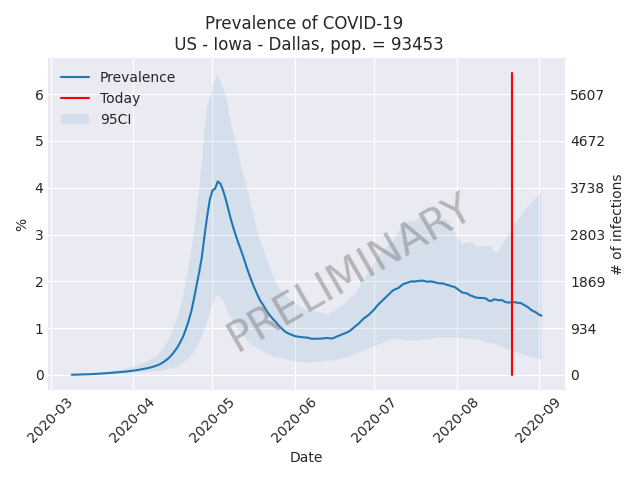 Prevalence of COVID-19
US - Iowa - Dallas, pop. = 93453
Prevalence
Today
95CI
PRELIMINARY
%
6
5
4
3
2
1
0
5607
4672
3738
2803
1869
934
0
# of infections
2020-03
2020-04
2020-05
2020-06
2020-07
2020-08
2020-09
Date